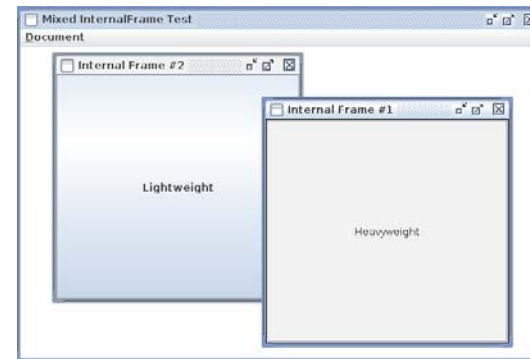 Mixed InternalFrame Test
Document
Internal Frame #2
Internal Frame #1
Lightweight
Heavyweight